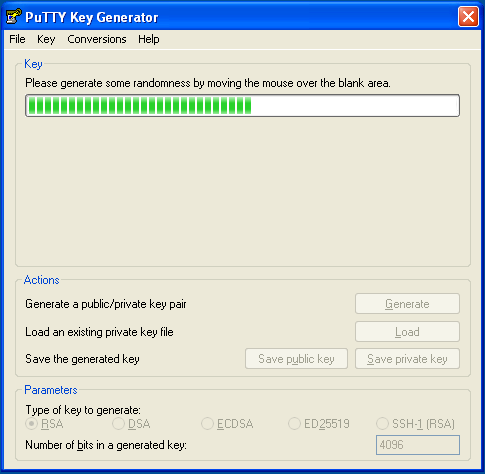 PuTTY Key Generator
File Key Conversions Help
Key
Please generate some randomness by moving the mouse over the blank area.
Actions
Generate a public/private key pair Generate
Load an existing private key file Load
Save the generated key Save public key Save private key
Parameters
Type of key to generate:
RSA DSA ECDSA ED25519 SSH-1 (RSA)
Number of bits in a generated key: 4096